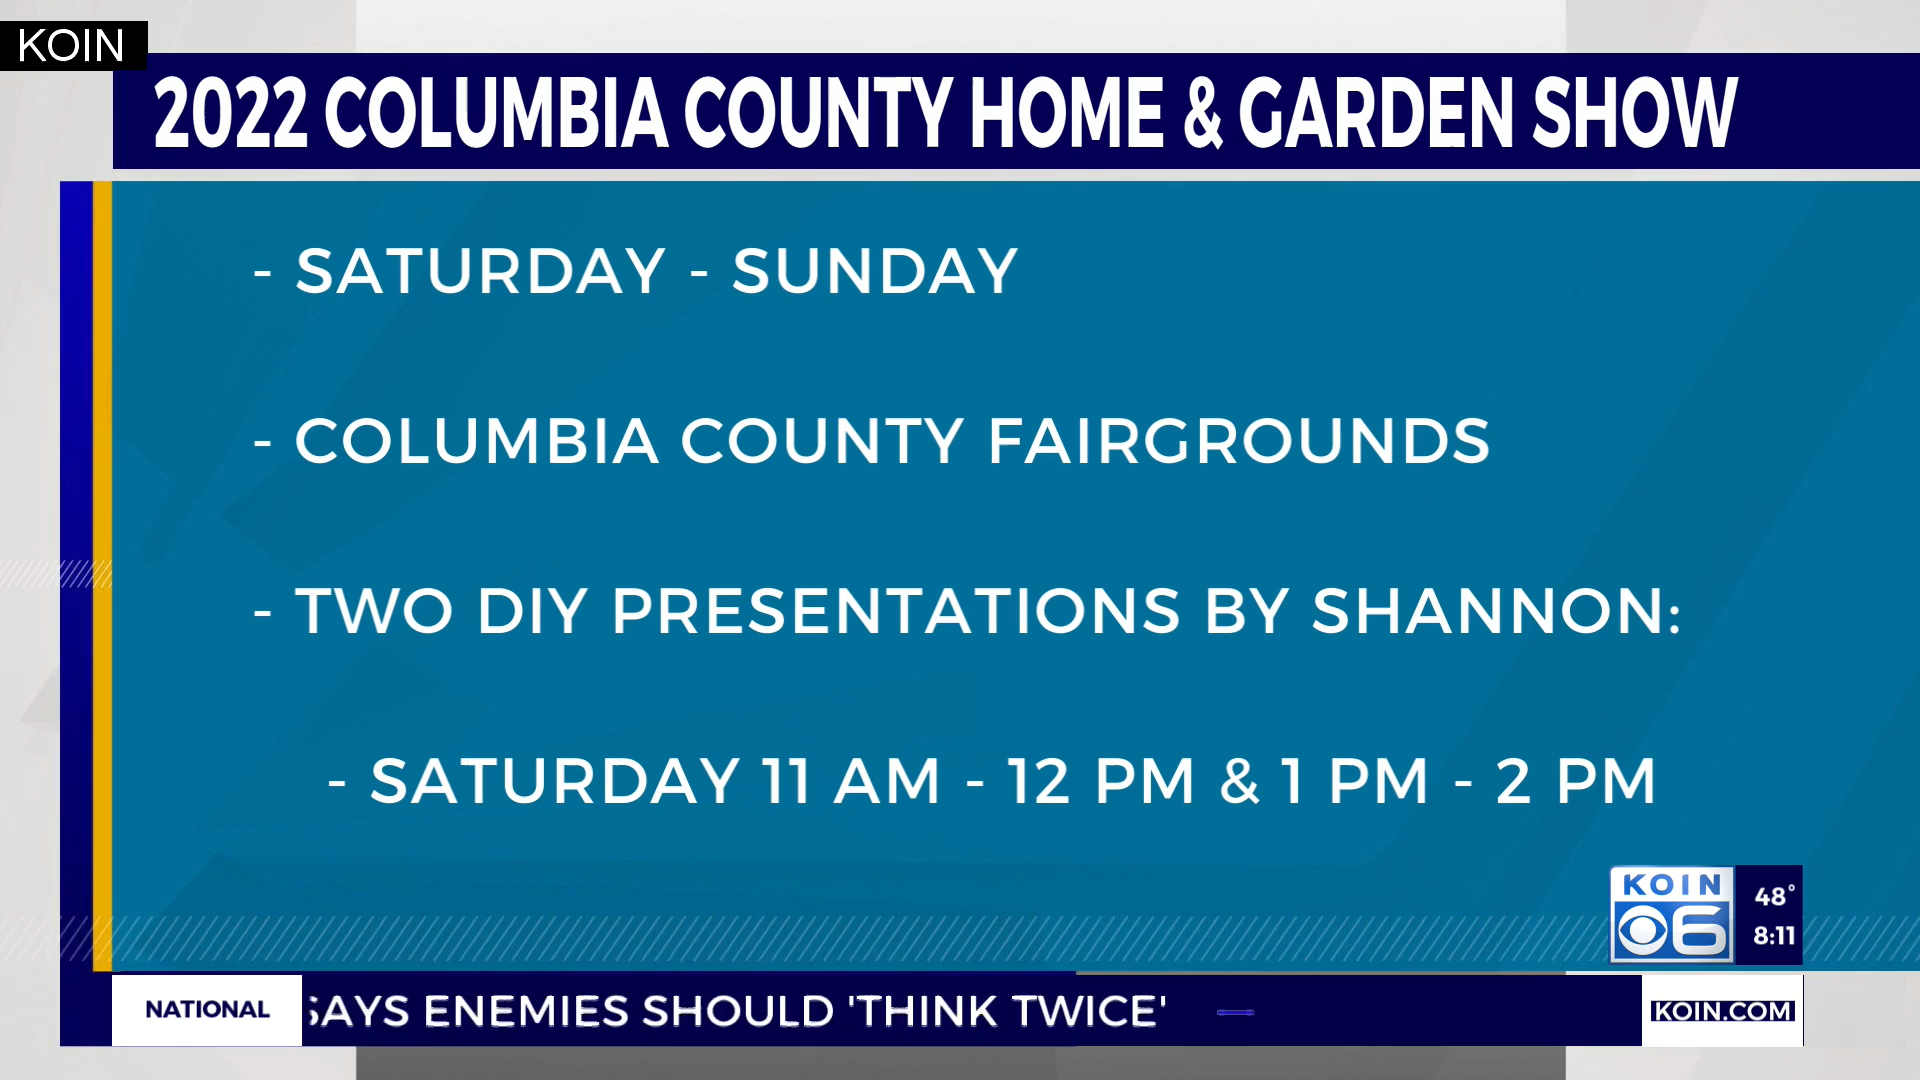 KOIN
2022 COLUMBIA COUNTY HOME & GARDEN SHOW
- SATURDAY - SUNDAY
- COLUMBIA COUNTY FAIRGROUNDS
- TWO DIY PRESENTATIONS BY SHANNON:
- SATURDAY 11 AM - 12 PM & 1 PM - 2 PM
KOIN
6
48°
8:11
NATIONAL
SAYS ENEMIES SHOULD 'THINK TWICE'
KOIN.COM